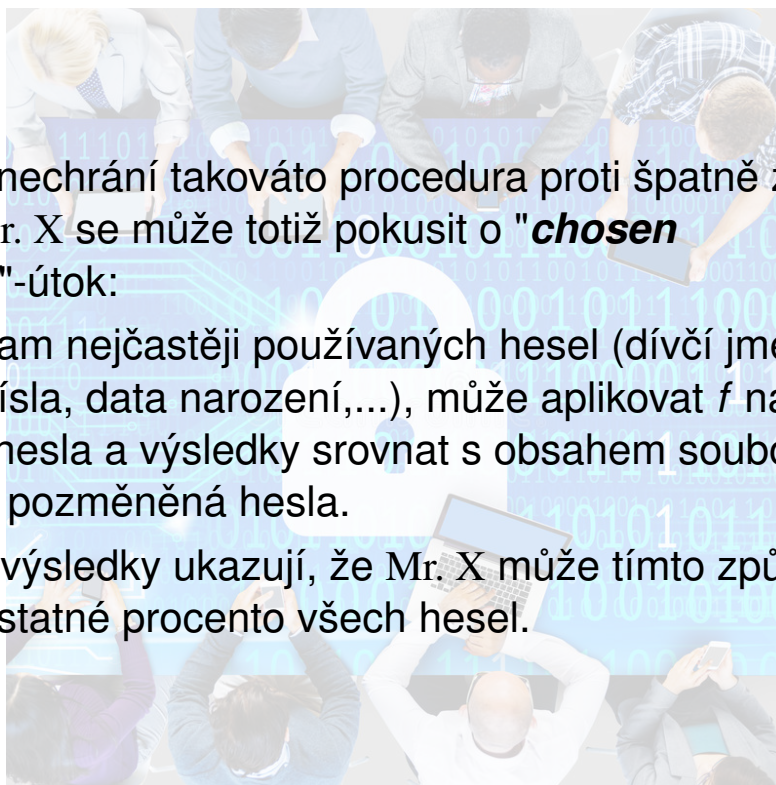 nechrání takováto procedura proti špatně z
r. X se může totiž pokusit o "chosen
"-útok:
am nejčastěji používaných hesel (dívčí jmé
ísla, data narození,...), může aplikovat f na
hesla a výsledky srovnat s obsahem soubo
pozměněná hesla.
výsledky ukazují, že Mr. X může tímto způ
statné procento všech hesel.